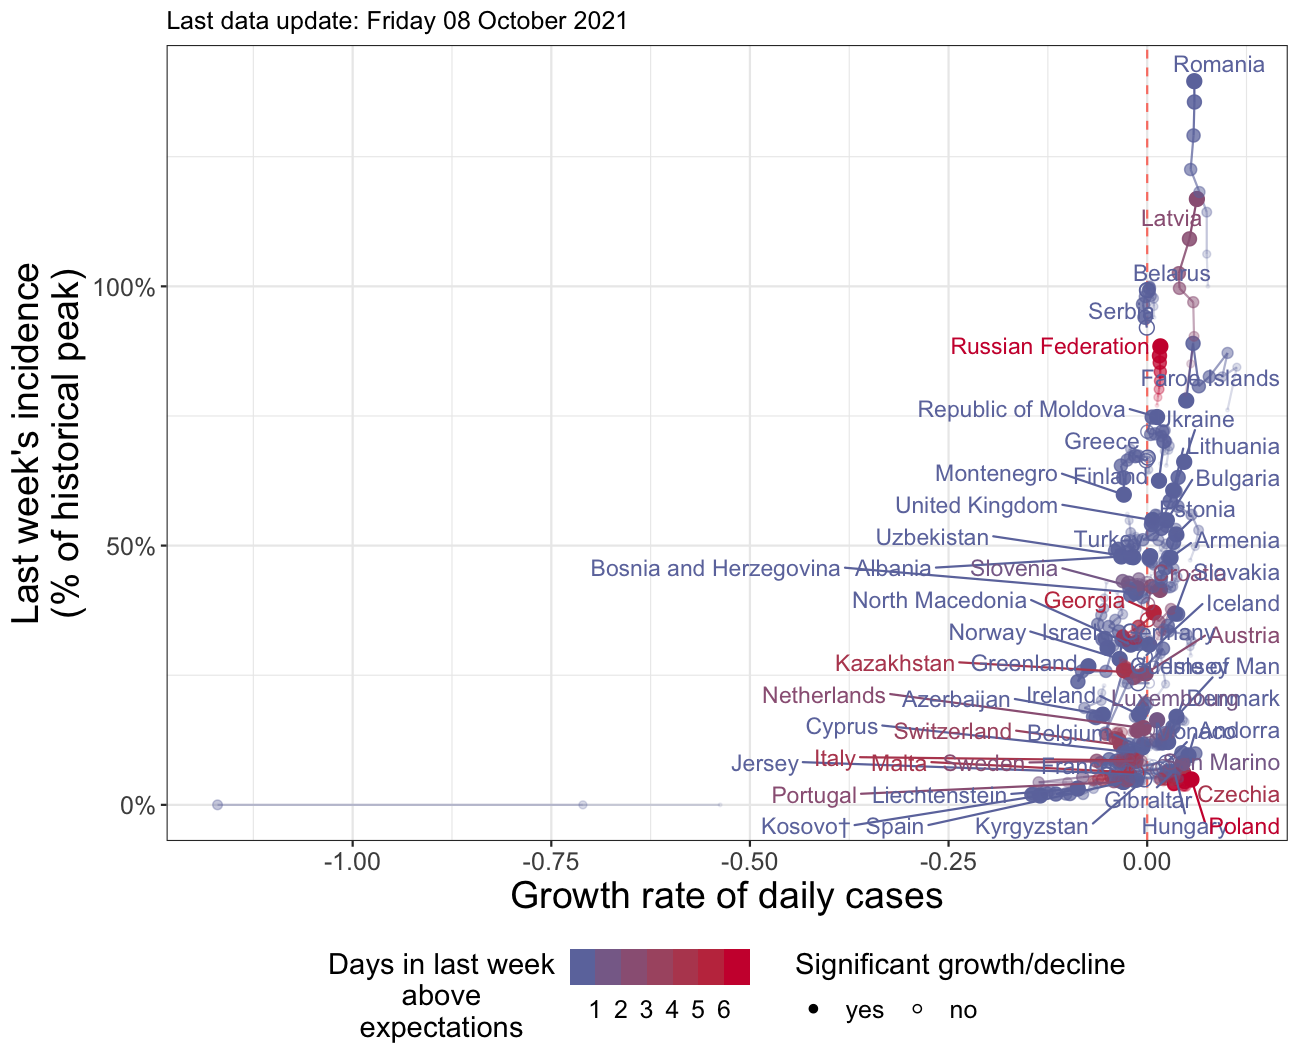 Last data update: Friday 08 October 2021
Last week's incidence
(% of historical peak)
100%
50%
0%
Romania
Latvia
Belarus
Serbia
Russian Federation
Faroe Islands
Republic of Moldova
Ukraine
Greece
Lithuania
Montenegro
Finland
Bulgaria
United Kingdom
Estonia
Uzbekistan
Turkey
Armenia
Bosnia and Herzegovina
Albania
Slovenia
Croatia
Slovakia
North Macedonia
Georgia
Iceland
Norway
Israel
Germany
Austria
Kazakhstan
Greenland
Guernsey
Isle of Man
Netherlands
Azerbaijan
Ireland
Luxembourg
Denmark
Cyprus
Switzerland
Belgium
Monaco
Andorra
Jersey
Italy
Malta
Sweden
France
San Marino
Portugal
Liechtenstein
Gibraltar
Czechia
Kosovo†
Spain
Kyrgyzstan
Hungary
Poland
-1.00
-0.75
-0.50
-0.25
0.00
Growth rate of daily cases
Days in last week
above
expectations
1 2 3 4 5 6
Significant growth/decline
yes
no